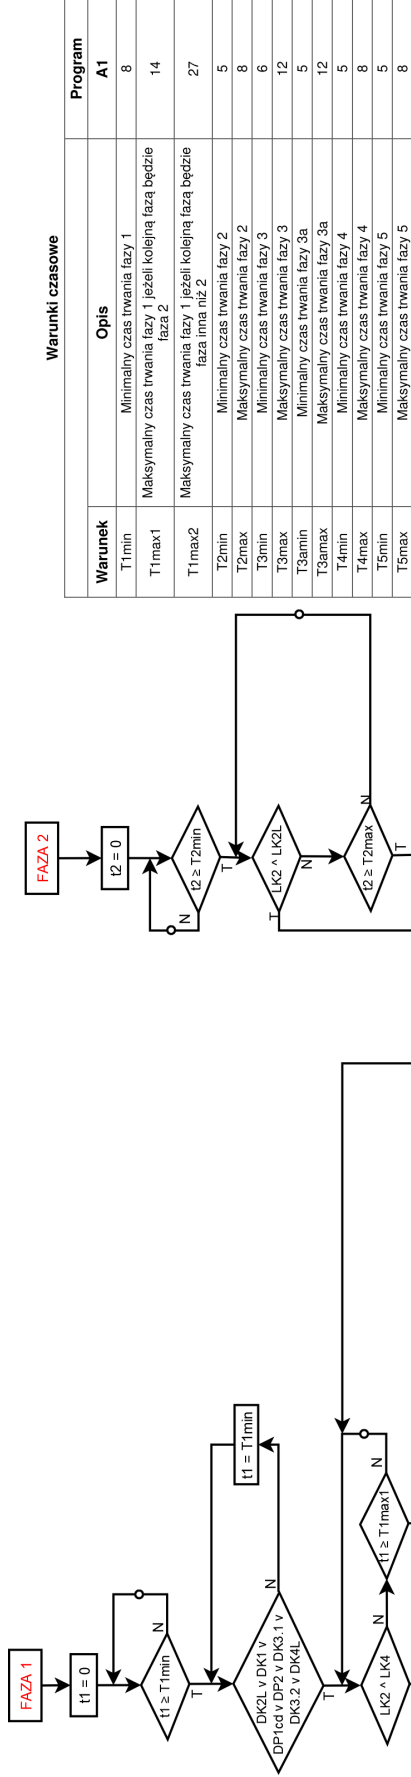 FAZA 1
t1 = 0
t1 ≥ T1min
N
T
DK2L v DK1 v
DP1cd v DP2 v DK3.1 v
DK3.2 v DK4L
N
t1 = T1min
T
LK2 ^ LK4
N
t1 ≥ T1max1
N
FAZA 2
t2 = 0
t2 ≥ T2min
N
T
LK2 ^ LK2L
T
N
t2 ≥ T2max
N
T
Warunki czasowe
Program
Warunek Opis A1
T1min Minimalny czas trwania fazy 1 8
T1max1 Maksymalny czas trwania fazy 1 jeżeli kolejną fazą będzie
faza 2 14
T1max2 Maksymalny czas trwania fazy 1 jeżeli kolejną fazą będzie
faza inna niż 2 27
T2min Minimalny czas trwania fazy 2 5
T2max Maksymalny czas trwania fazy 2 8
T3min Minimalny czas trwania fazy 3 6
T3max Maksymalny czas trwania fazy 3 12
T3amin Minimalny czas trwania fazy 3a 5
T3amax Maksymalny czas trwania fazy 3a 12
T4min Minimalny czas trwania fazy 4 5
T4max Maksymalny czas trwania fazy 4 8
T5min Minimalny czas trwania fazy 5 5
T5max Maksymalny czas trwania fazy 5 8